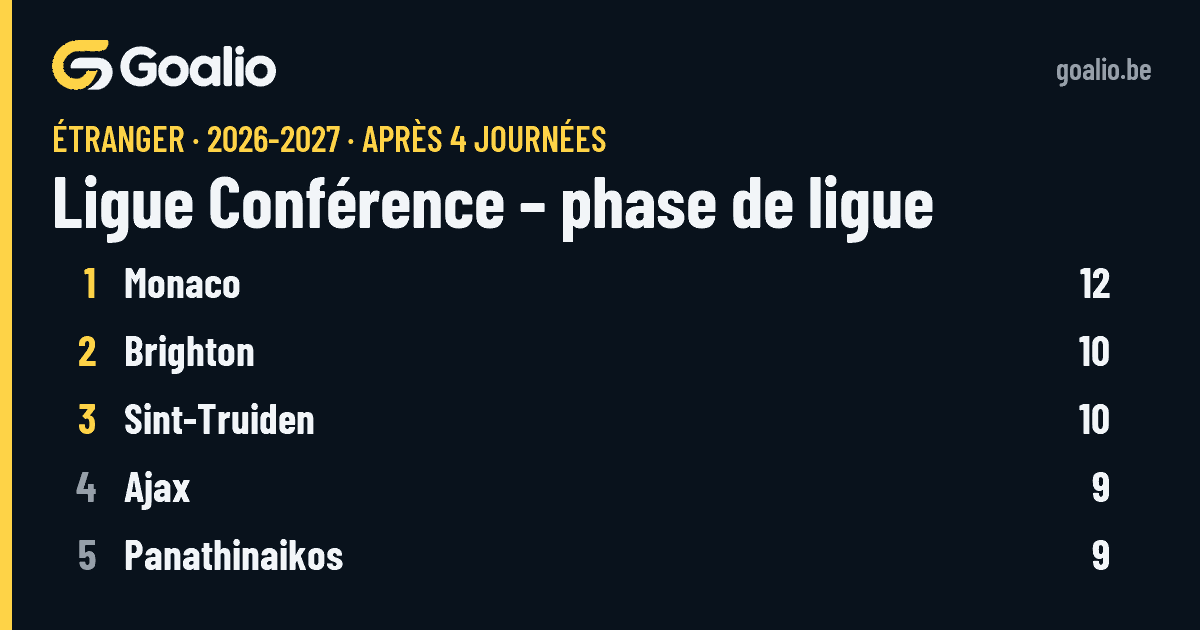 Goalio
goalio.be
ÉTRANGER · 2026-2027 · APRÈS 4 JOURNÉES
Ligue Conférence – phase de ligue
1 Monaco 12
2 Brighton 10
3 Sint-Truiden 10
4 Ajax 9
5 Panathinaikos 9